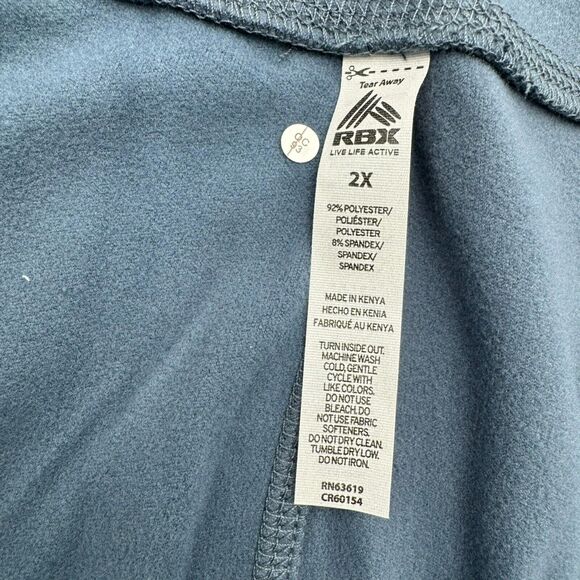 Tear Away
RBX
LIVE LIFE ACTIVE
2X
92% POLYESTER/
POLIÉSTER/
POLYESTER
8% SPANDEX/
SPANDEX/
SPANDEX
MADE IN KENYA
HECHO EN KENIA
FABRIQUÉ AU KENYA
TURN INSIDE OUT.
MACHINE WASH
COLD, GENTLE
CYCLE WITH
LIKE COLORS.
DO NOT USE
BLEACH. DO
NOT USE FABRIC
SOFTENERS.
DO NOT DRY CLEAN.
TUMBLE DRY LOW.
DO NOT IRON.
RN63619
CR60154